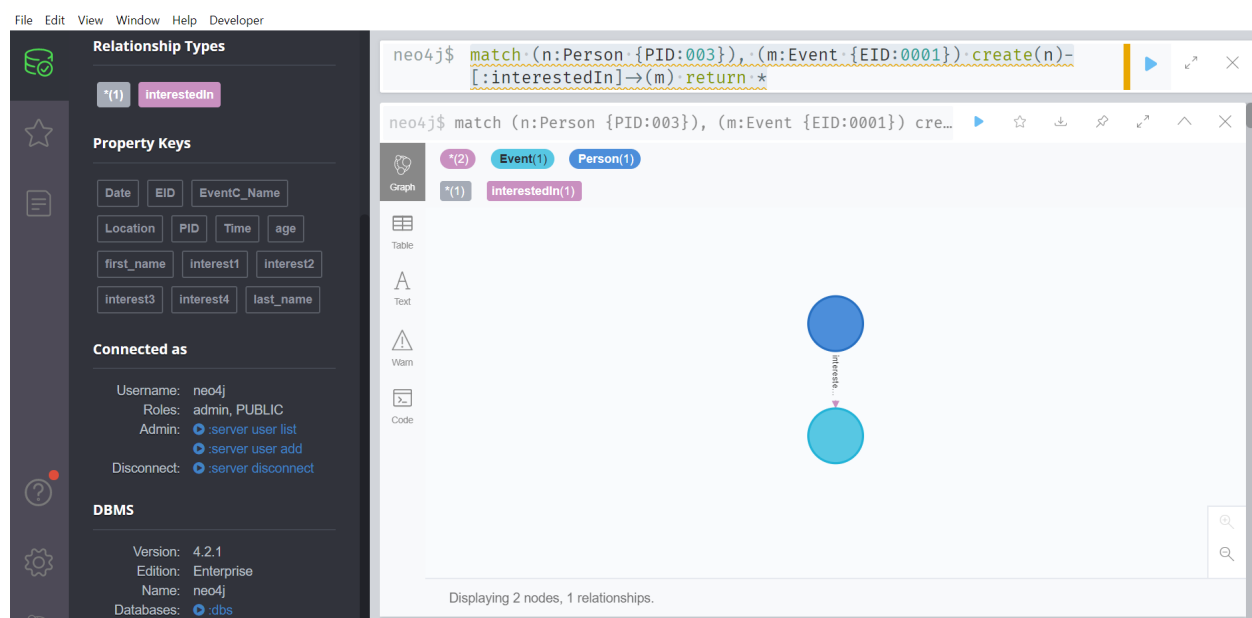 File Edit View Window Help Developer
Relationship Types
*(1) interestedIn
Property Keys
Date EID EventC_Name
Location PID Time age
first_name interest1 interest2
interest3 interest4 last_name
Connected as
Username: neo4j
Roles: admin, PUBLIC
Admin: :server user list
:server user add
Disconnect: :server disconnect
DBMS
Version: 4.2.1
Edition: Enterprise
Name: neo4j
Databases: :dbs
neo4j$ match (n:Person {PID:003}), (m:Event {EID:0001}) create(n)-
[:interestedIn]→(m) return *
neo4j$ match (n:Person {PID:003}), (m:Event {EID:0001}) cre…
Graph
Table
Text
Warn
Code
*(2) Event(1) Person(1)
*(1) interestedIn(1)
intereste…
Displaying 2 nodes, 1 relationships.